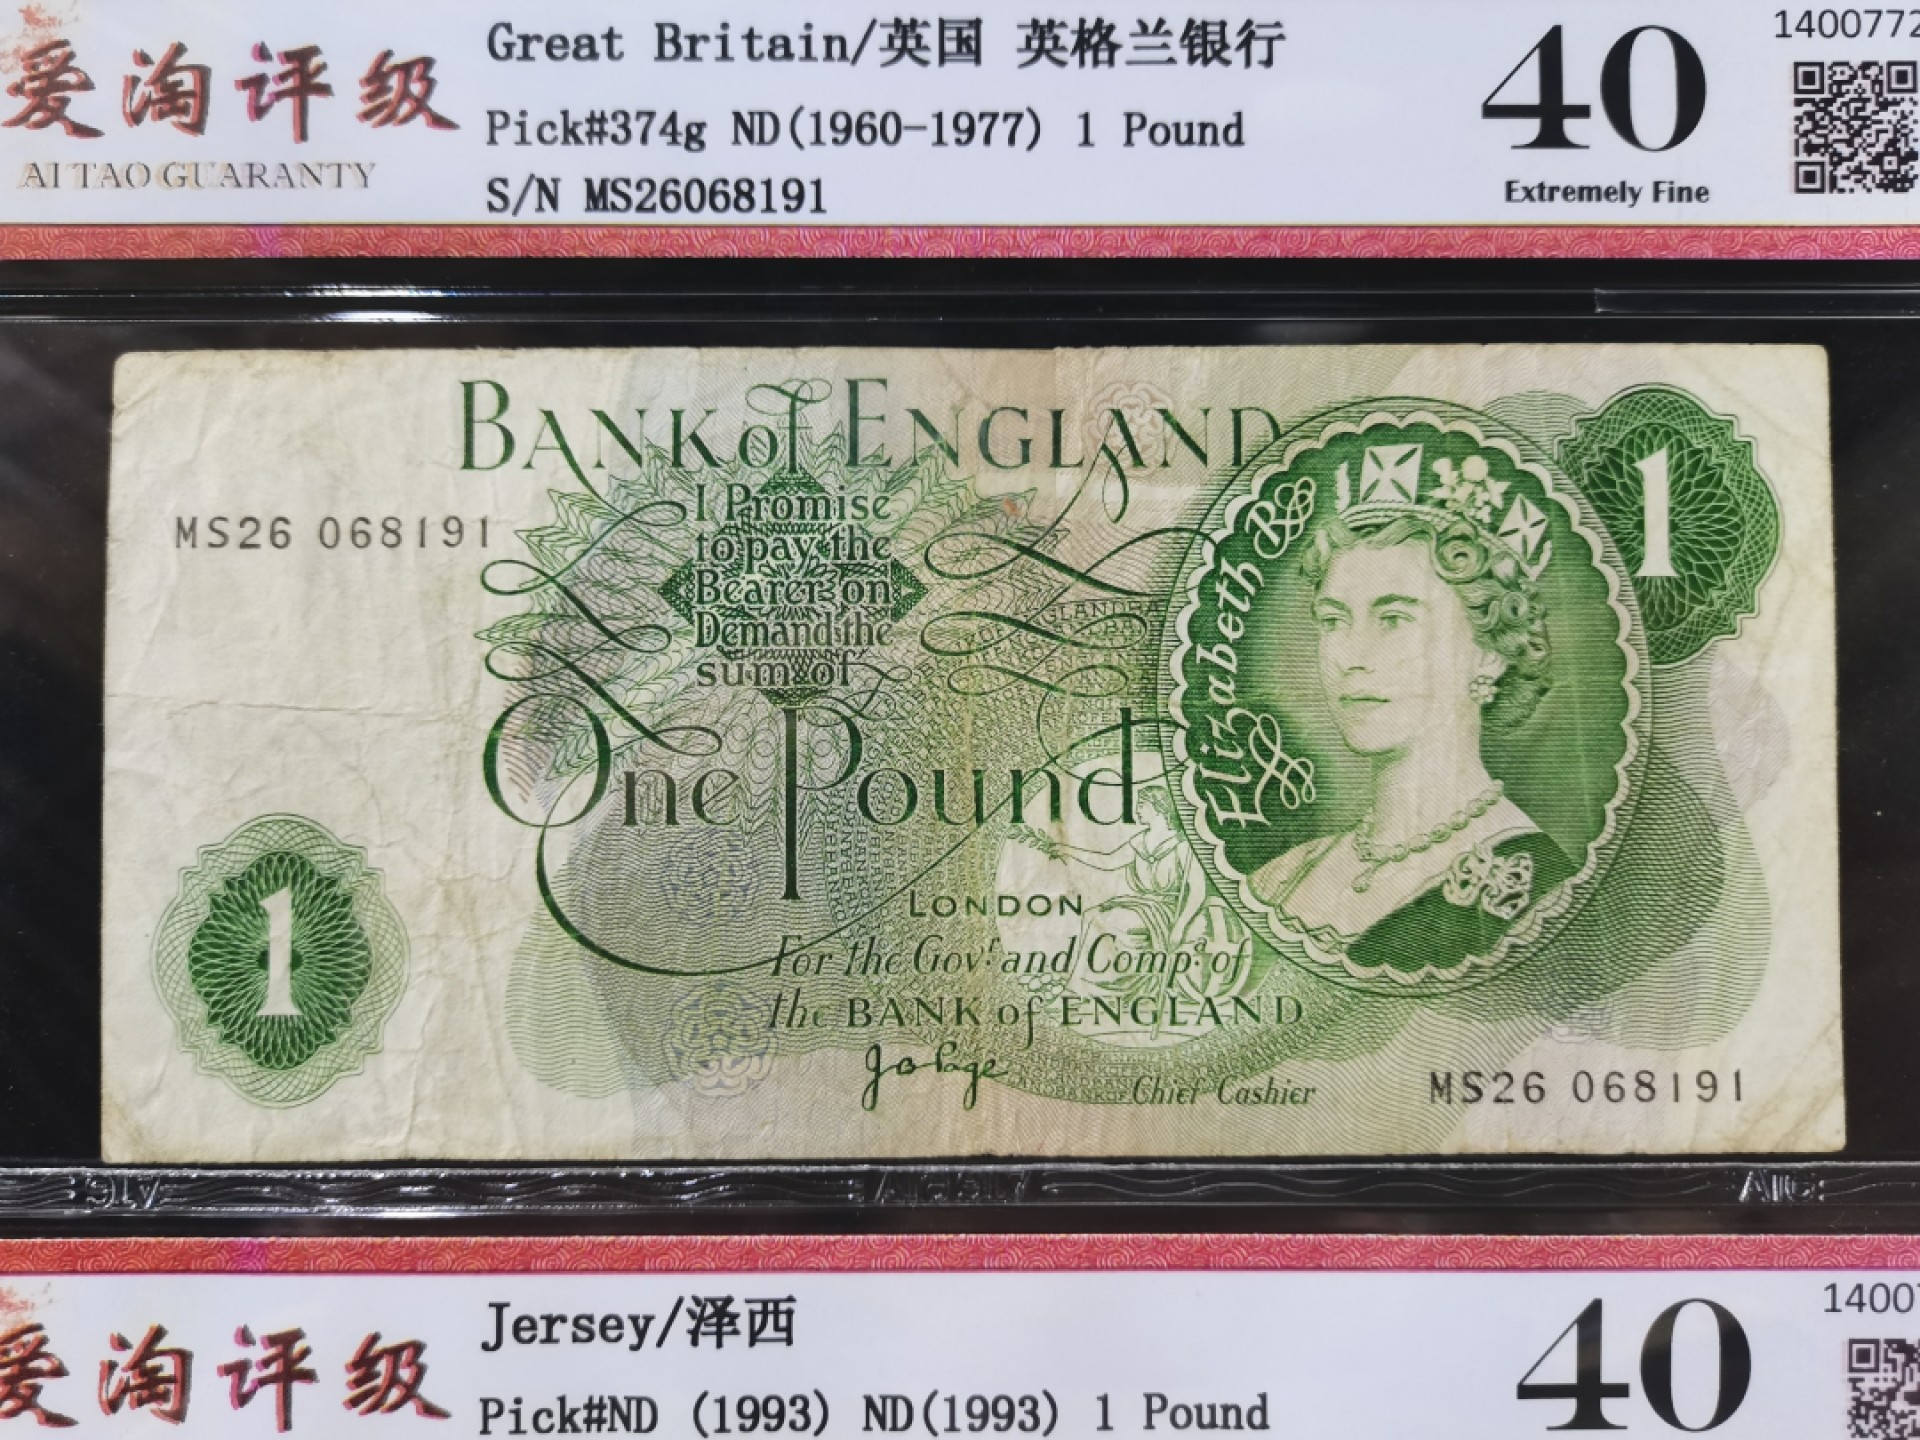 爱淘评级
AI TAO GUARANTY
Great Britain/英国 英格兰银行
Pick#374g ND(1960-1977) 1 Pound
S/N MS26068191
40
Extremely Fine
1400772
BANK of ENGLAND
I Promise
to pay the
Bearer on
Demand the
sum of
One Pound
MS26 068191
1
Elizabeth R
1
LONDON
For the Govr. and Compa. of
the BANK of ENGLAND
J B Page
Chief Cashier
MS26 068191
AIG
爱淘评级
Jersey/泽西
Pick#ND (1993) ND(1993) 1 Pound
40
1400